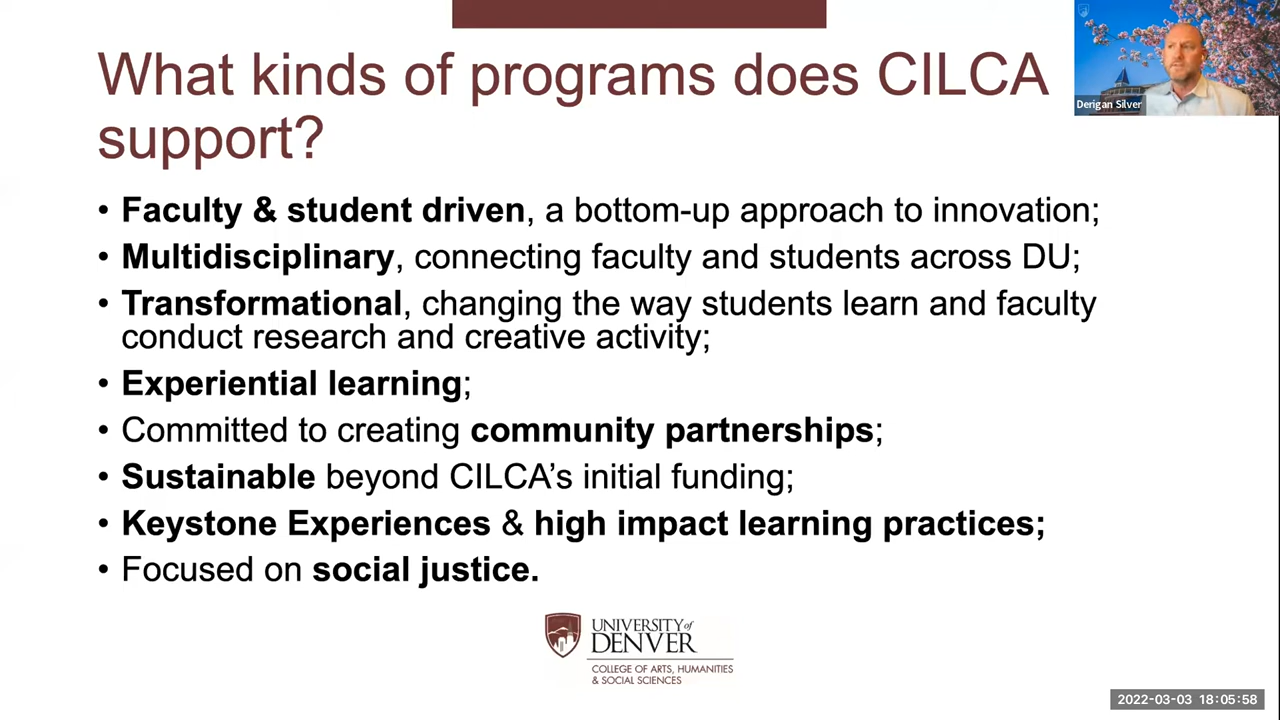 What kinds of programs does CILCA
support?
Derigan Silver
• Faculty & student driven, a bottom-up approach to innovation;
• Multidisciplinary, connecting faculty and students across DU;
• Transformational, changing the way students learn and faculty
conduct research and creative activity;
• Experiential learning;
• Committed to creating community partnerships;
• Sustainable beyond CILCA’s initial funding;
• Keystone Experiences & high impact learning practices;
• Focused on social justice.
UNIVERSITY of
DENVER
COLLEGE OF ARTS, HUMANITIES
& SOCIAL SCIENCES
2022-03-03 18:05:58